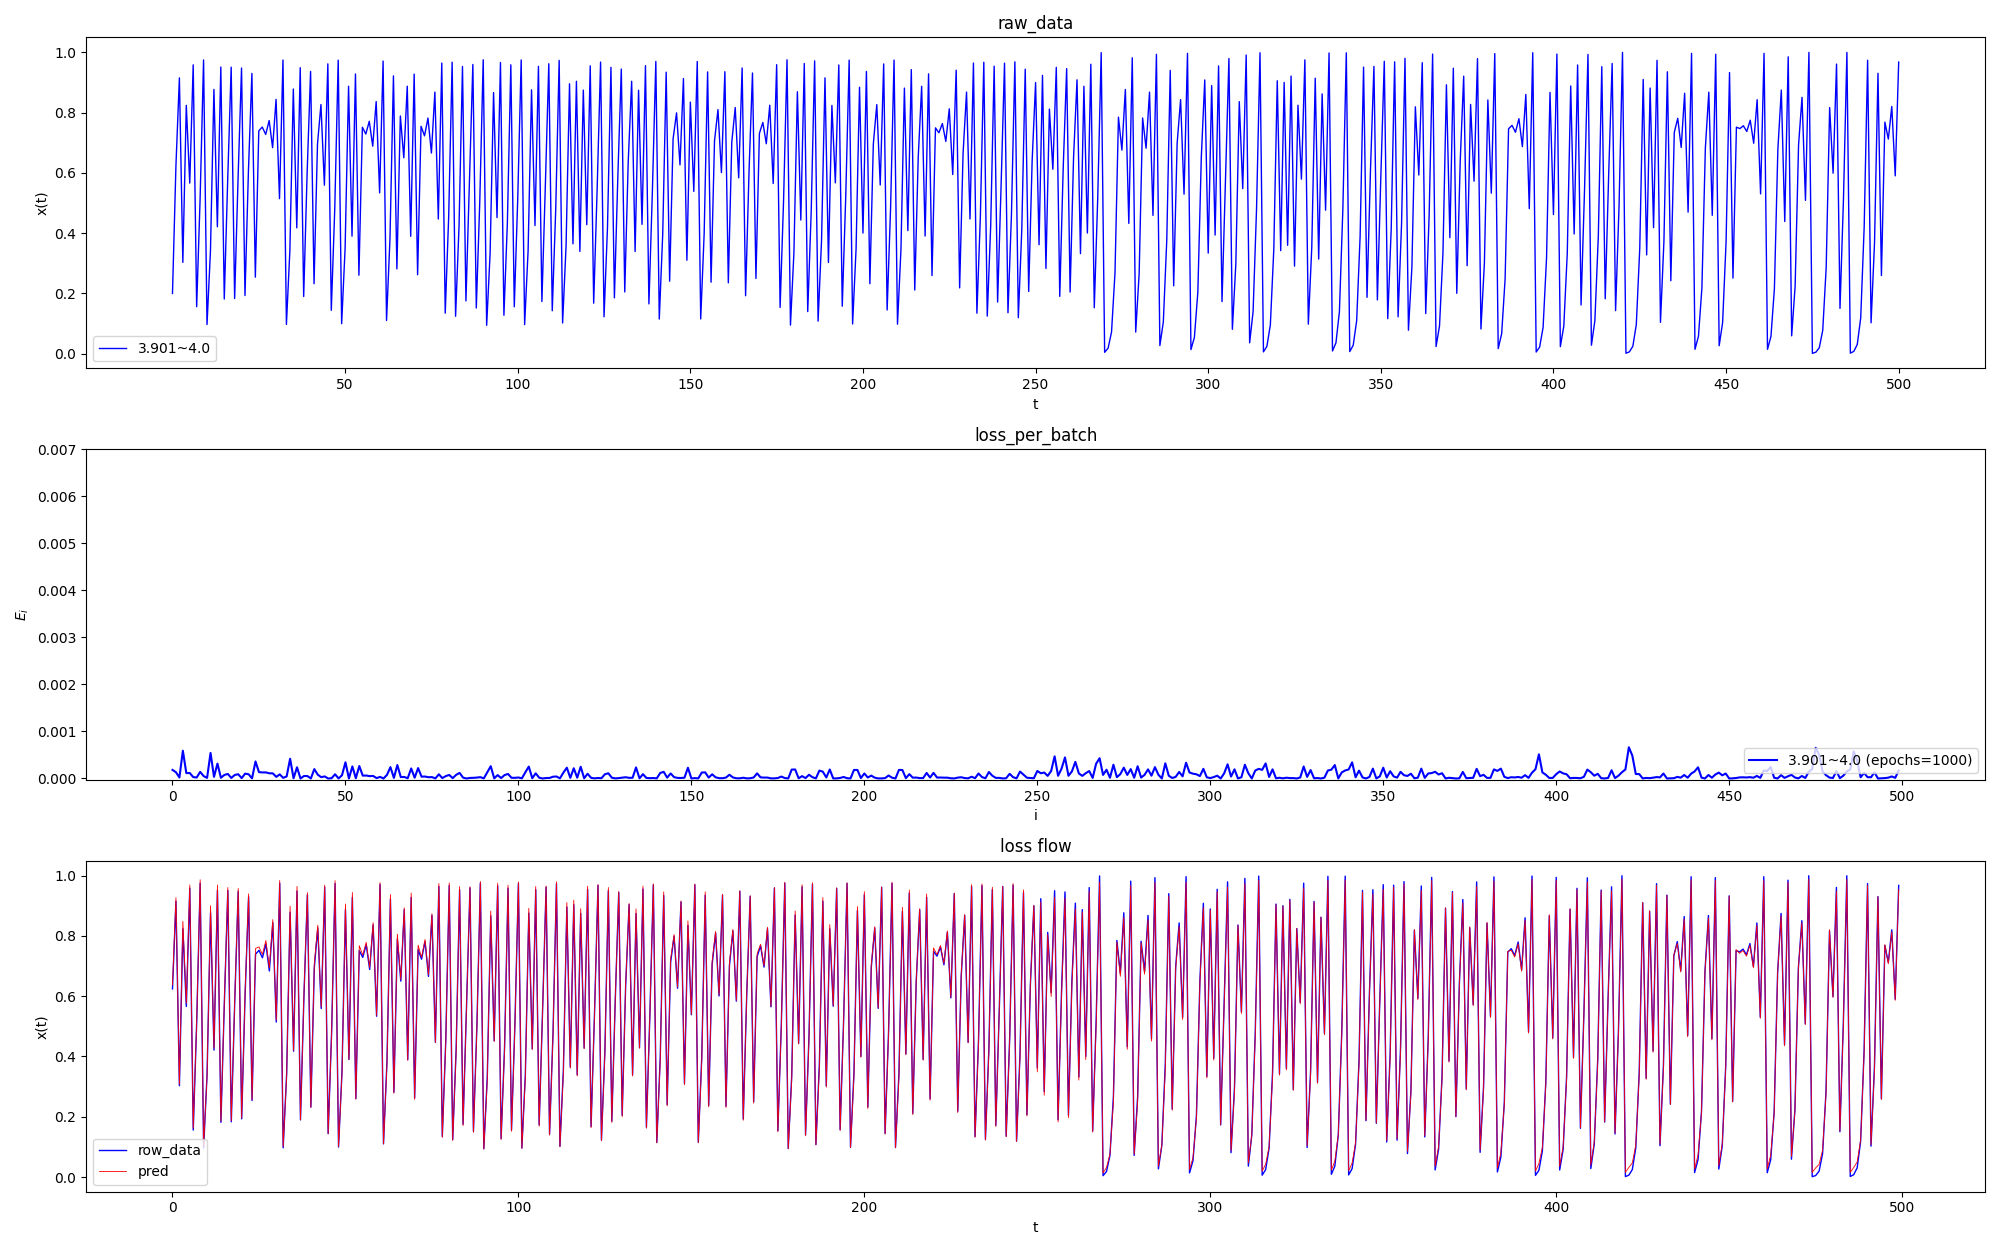 raw_data
1.0
0.8
0.6
0.4
0.2
0.0
x(t)
3.901~4.0
50 100 150 200 250 300 350 400 450 500
t
loss_per_batch
0.007
0.006
0.005
0.004
0.003
0.002
0.001
0.000
E_i
3.901~4.0 (epochs=1000)
0 50 100 150 200 250 300 350 400 450 500
i
loss flow
1.0
0.8
0.6
0.4
0.2
0.0
x(t)
row_data
pred
0 100 200 300 400 500
t